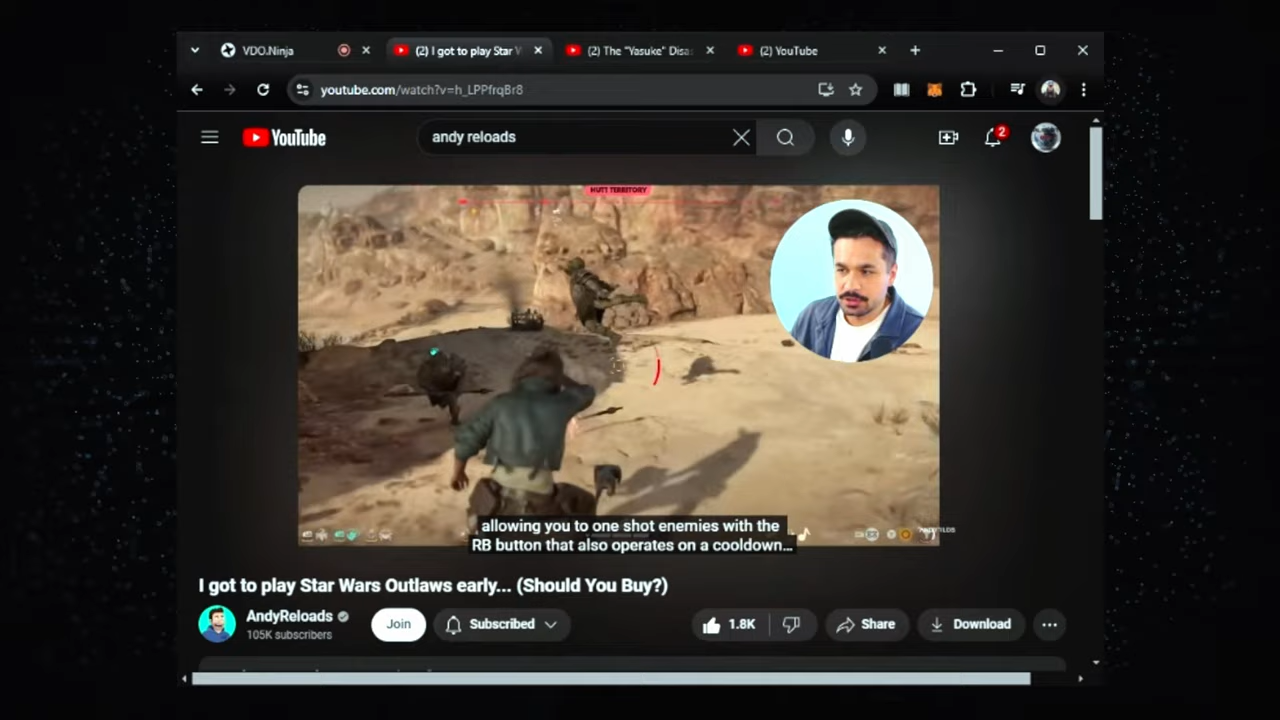 VDO.Ninja
(2) I got to play Star W
(2) The "Yasuke" Disa
(2) YouTube
youtube.com/watch?v=h_LPPfrqBr8
YouTube
andy reloads
2
HUTT TERRITORY
allowing you to one shot enemies with the
RB button that also operates on a cooldown...
I got to play Star Wars Outlaws early... (Should You Buy?)
AndyReloads
105K subscribers
Join
Subscribed
1.8K
Share
Download